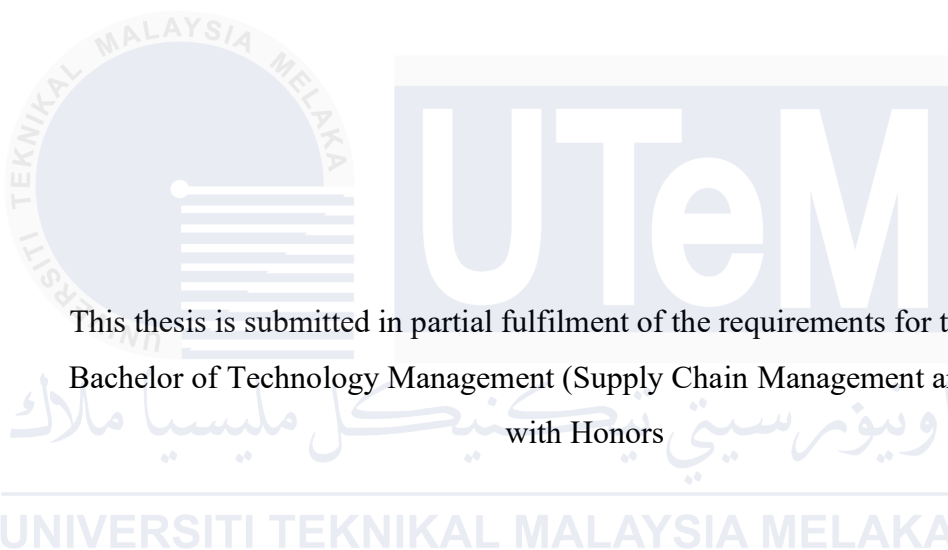 UNIVERSITI TEKNIKAL MALAYSIA MELAKA
UTeM
This thesis is submitted in partial fulfilment of the requirements for
Bachelor of Technology Management (Supply Chain Management
with Honors
اونيۏرسيتي تيكنيكل مليسيا ملاك
UNIVERSITI TEKNIKAL MALAYSIA MELAKA